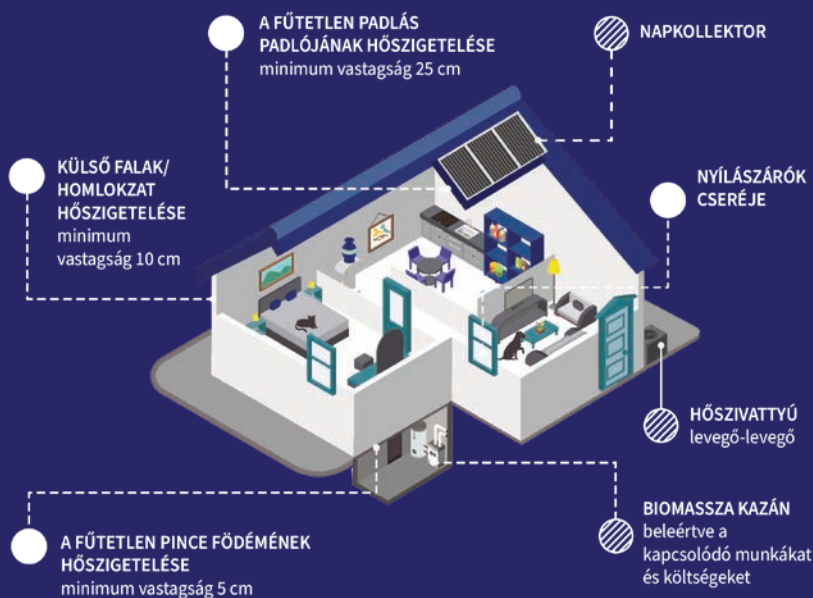 A FŰTETLEN PADLÁS
PADLÓJÁNAK HŐSZIGETELÉSE
minimum vastagság 25 cm
NAPKOLLEKTOR
KÜLSŐ FALAK/
HOMLOKZAT
HŐSZIGETELÉSE
minimum
vastagság 10 cm
NYÍLÁSZÁRÓK
CSERÉJE
HŐSZIVATTYÚ
levegő-levegő
BIOMASSZA KAZÁN
beleértve a
kapcsolódó munkákat
és költségeket
A FŰTETLEN PINCE FÖDÉMÉNEK
HŐSZIGETELÉSE
minimum vastagság 5 cm